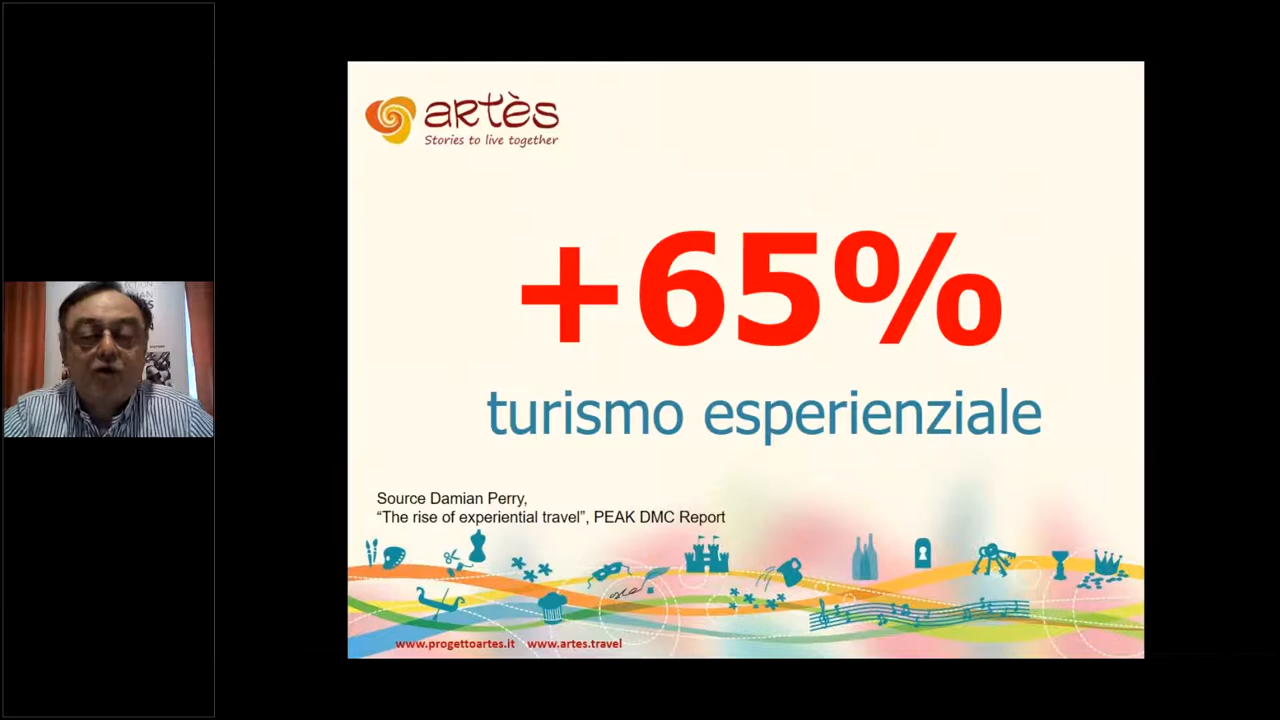 artès
Stories to live together
+65%
turismo esperienziale
Source Damian Perry,
“The rise of experiential travel”, PEAK DMC Report
www.progettoartes.it www.artes.travel